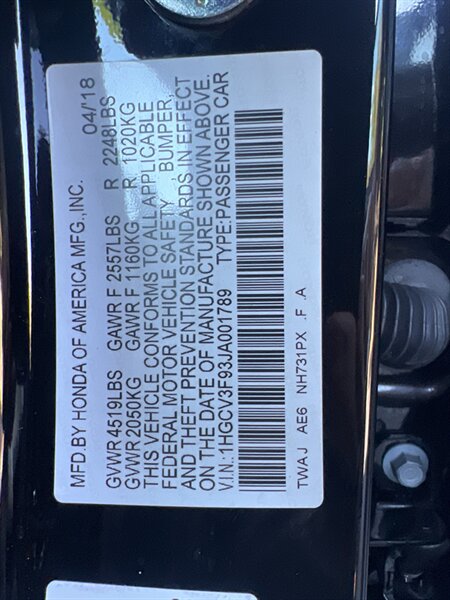 MFD.BY HONDA OF AMERICA MFG.,INC. 04/18
GVWR 4519LBS GAWR F 2557LBS R 2248LBS
GVWR 2050KG GAWR F 1160KG R 1020KG
THIS VEHICLE CONFORMS TO ALL APPLICABLE
FEDERAL MOTOR VEHICLE SAFETY , BUMPER,
AND THEFT PREVENTION STANDARDS IN EFFECT
ON THE DATE OF MANUFACTURE SHOWN ABOVE.
V.I.N.:1HGCV3F93JA001789 TYPE:PASSENGER CAR
TWAJ AE6 NH731PX .F .A